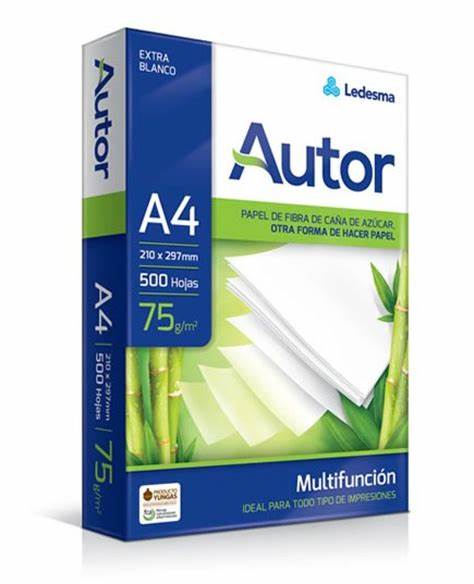 EXTRA
BLANCO
Ledesma
Autor
PAPEL DE FIBRA DE CAÑA DE AZÚCAR,
OTRA FORMA DE HACER PAPEL
A4
210 x 297mm
500 Hojas
75g/m²
Multifunción
IDEAL PARA TODO TIPO DE IMPRESIONES
Autor
A4
210 x 297mm
500 Hojas
75g/m²
PRODUCTO
YUNGAS